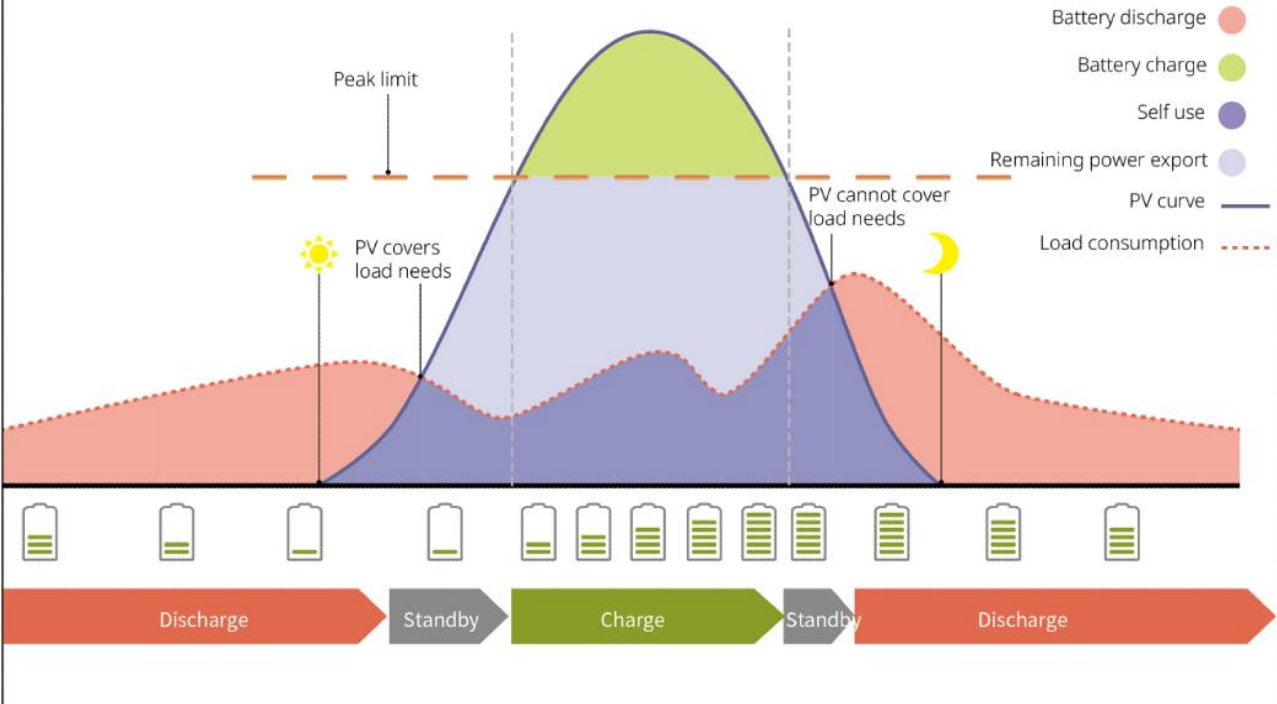 Battery discharge
Battery charge
Self use
Remaining power export
PV curve
Load consumption
Peak limit
PV covers
load needs
PV cannot cover
load needs
Discharge
Standby
Charge
Standby
Discharge